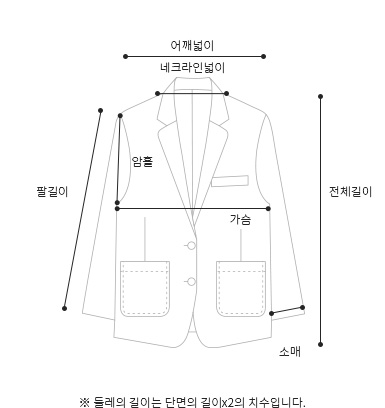 어깨넓이
네크라인넓이
암홀
팔길이
전체길이
가슴
소매
※ 둘레의 길이는 단면의 길이x2의 치수입니다.